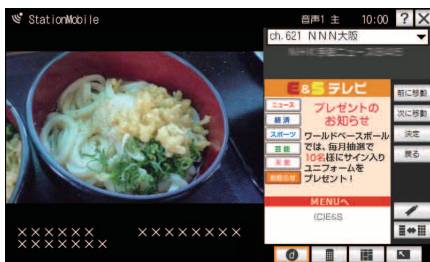 StationMobile
音声1 主
10:00
? X
ch. 621 NNN大阪
E&Sテレビ
ニュース
経済
スポーツ
芸能
天気
お知らせ
プレゼントの
お知らせ
ワールドベースボール
では、毎月抽選で
10名様にサイン入り
ユニフォームを
プレゼント!
MENUへ
(C)E&S
前に移動
次に移動
決定
戻る
×××××× ××××××××
×××××××
d